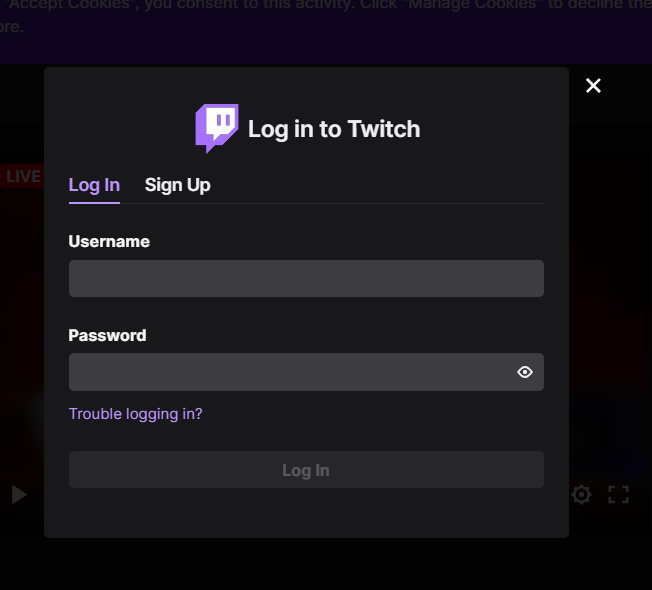 "Accept Cookies", you consent to this activity. Click "Manage Cookies" to decline the
ore.
Log in to Twitch
LIVE
Log In
Sign Up
Username
Password
Trouble logging in?
Log In